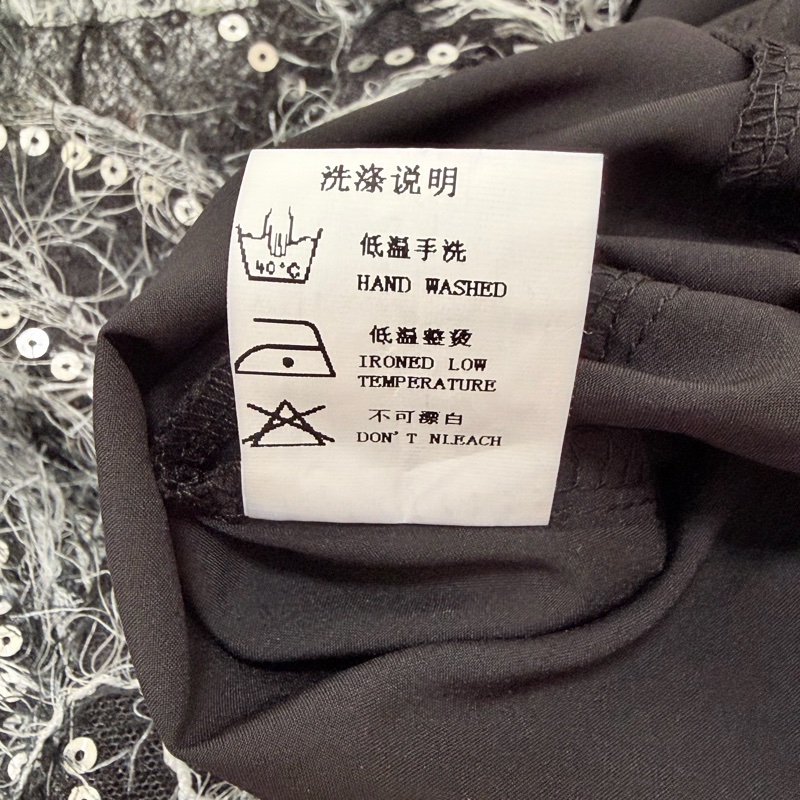 洗涤说明
40°C
低温手洗
HAND WASHED
低温整烫
IRONED LOW
TEMPERATURE
不可漂白
DON'T NLEACH